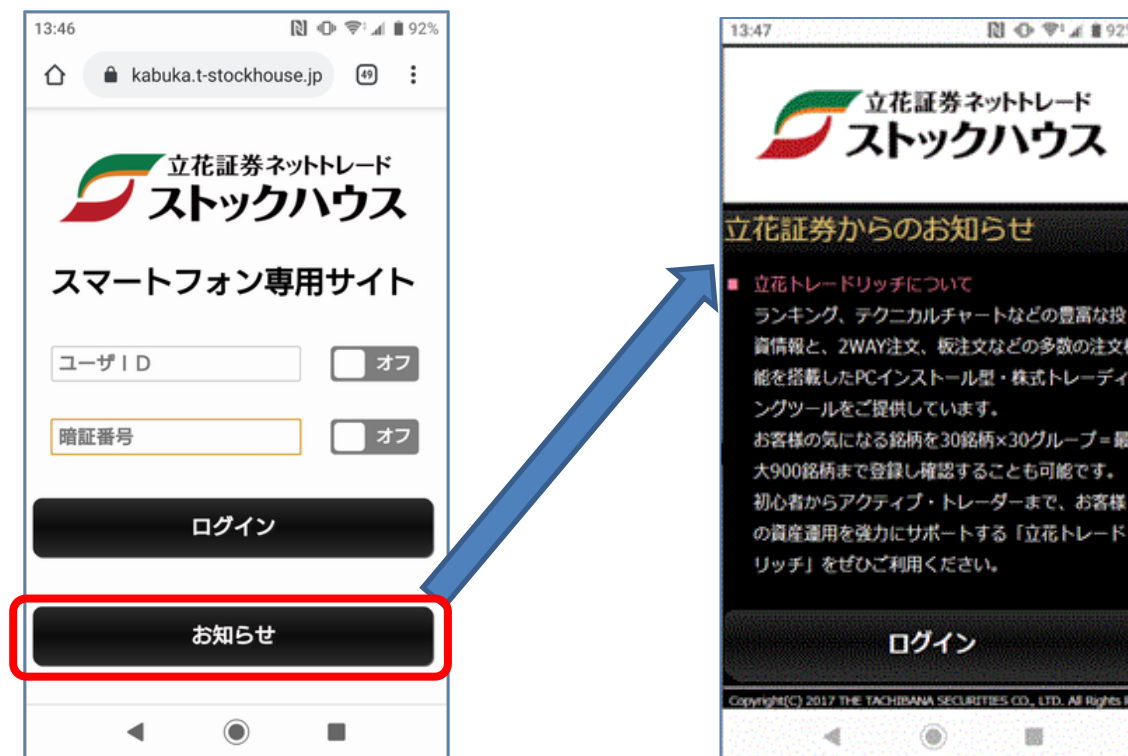 13:46
92%
kabuka.t-stockhouse.jp
49
立花証券ネットトレード
ストックハウス
スマートフォン専用サイト
ユーザID
オフ
暗証番号
オフ
ログイン
お知らせ
13:47
92%
立花証券ネットトレード
ストックハウス
立花証券からのお知らせ
立花トレードリッチについて
ランキング、テクニカルチャートなどの豊富な投
資情報と、2WAY注文、板注文などの多数の注文機
能を搭載したPCインストール型・株式トレーディ
ングツールをご提供しています。
お客様の気になる銘柄を30銘柄×30グループ＝最
大900銘柄まで登録し確認することも可能です。
初心者からアクティブ・トレーダーまで、お客様
の資産運用を強力にサポートする「立花トレード
リッチ」をぜひご利用ください。
ログイン
Copyright(C) 2017 THE TACHIBANA SECURITIES CO., LTD. All Rights